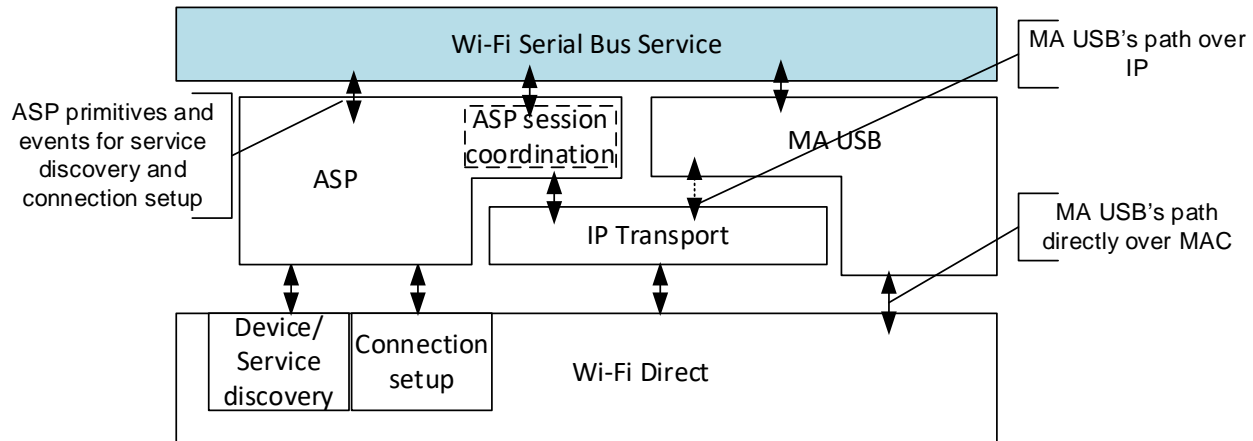 Wi-Fi Serial Bus Service
MA USB’s path over
IP
ASP primitives and
events for service
discovery and
connection setup
ASP session
coordination
MA USB
ASP
IP Transport
MA USB’s path
directly over MAC
Device/
Service
discovery
Connection
setup
Wi-Fi Direct